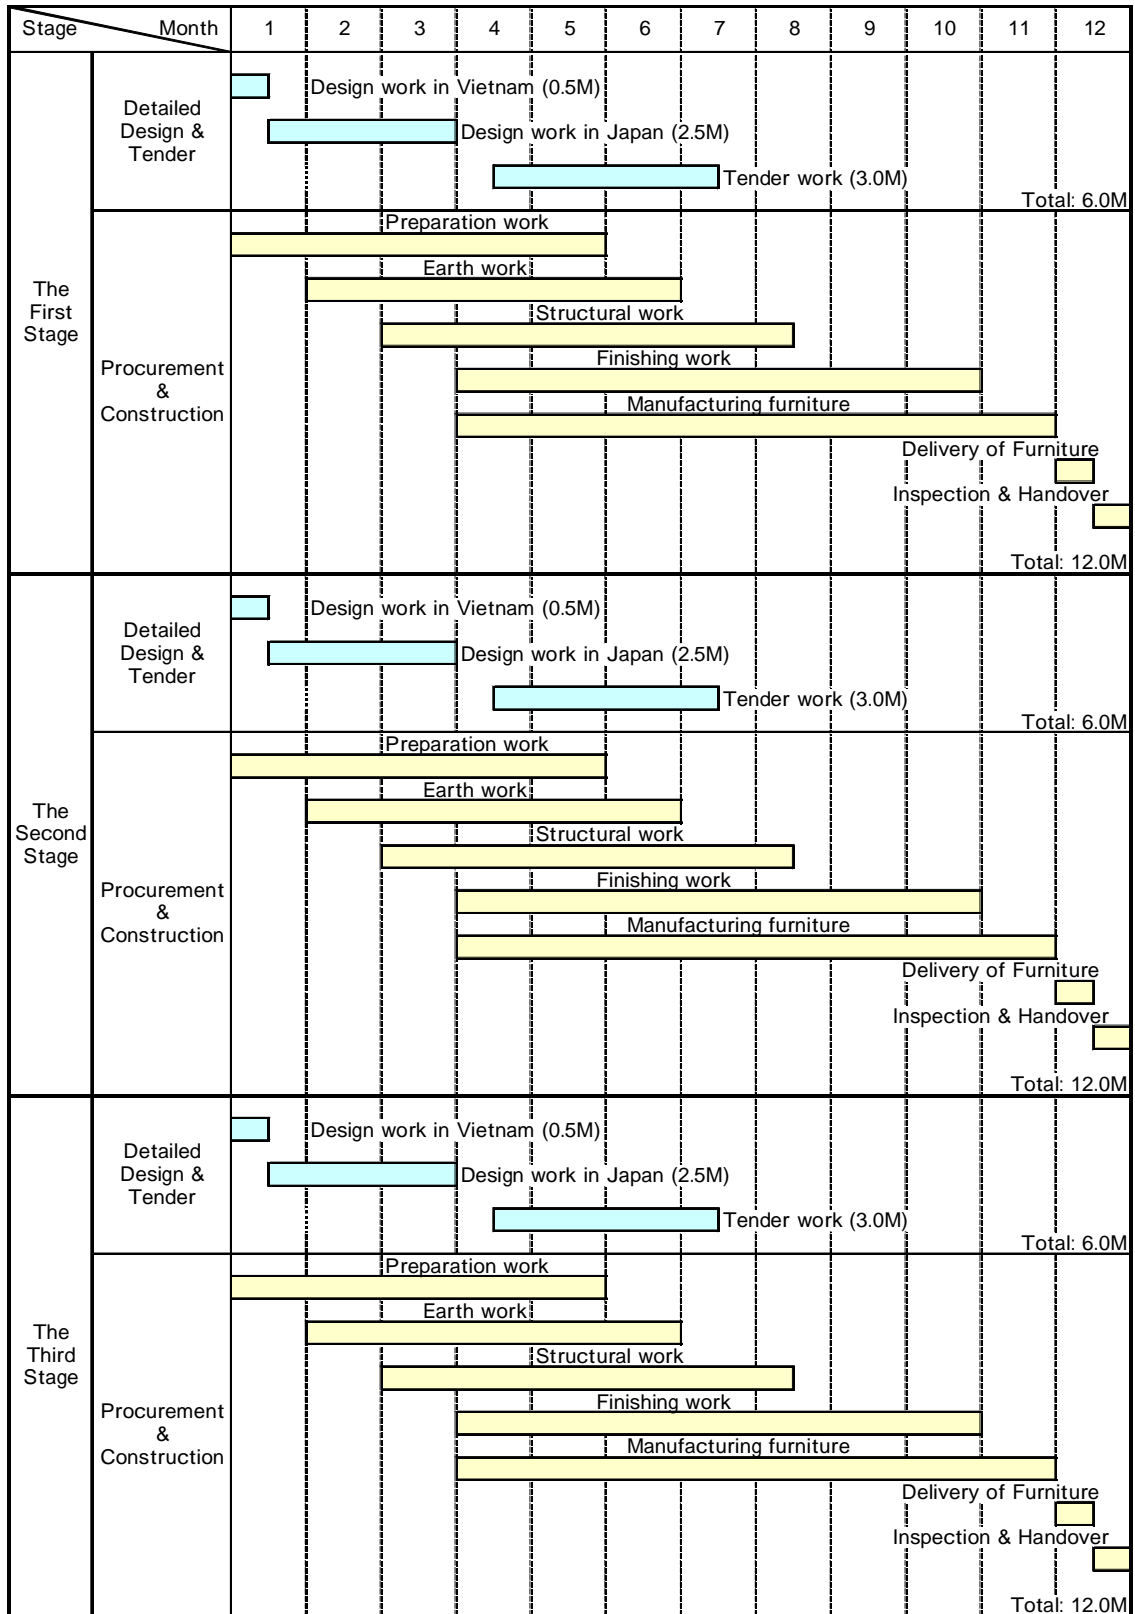 Stage Month 1 2 3 4 5 6 7 8 9 10 11 12
The
First
Stage
Detailed
Design &
Tender
Design work in Vietnam (0.5M)
Design work in Japan (2.5M)
Tender work (3.0M)
Total: 6.0M
Procurement
&
Construction
Preparation work
Earth work
Structural work
Finishing work
Manufacturing furniture
Delivery of Furniture
Inspection & Handover
Total: 12.0M
The
Second
Stage
Detailed
Design &
Tender
Design work in Vietnam (0.5M)
Design work in Japan (2.5M)
Tender work (3.0M)
Total: 6.0M
Procurement
&
Construction
Preparation work
Earth work
Structural work
Finishing work
Manufacturing furniture
Delivery of Furniture
Inspection & Handover
Total: 12.0M
The
Third
Stage
Detailed
Design &
Tender
Design work in Vietnam (0.5M)
Design work in Japan (2.5M)
Tender work (3.0M)
Total: 6.0M
Procurement
&
Construction
Preparation work
Earth work
Structural work
Finishing work
Manufacturing furniture
Delivery of Furniture
Inspection & Handover
Total: 12.0M